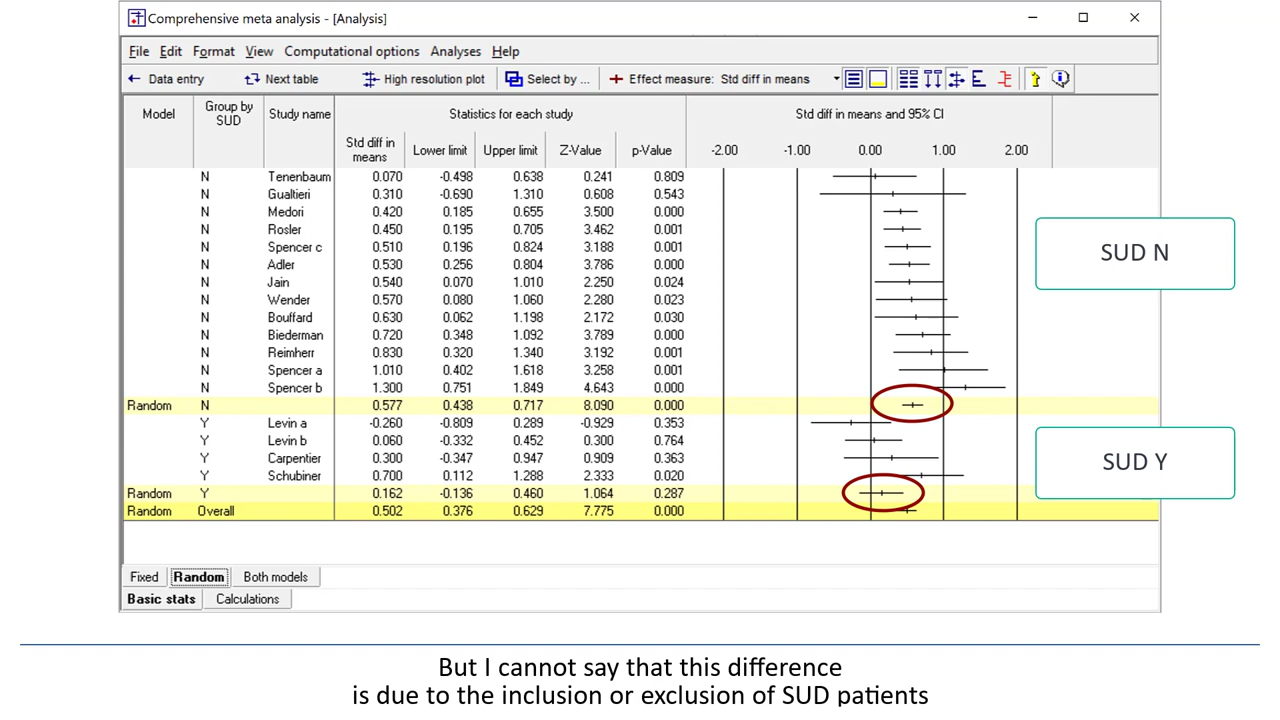 Comprehensive meta analysis - [Analysis]
File Edit Format View Computational options Analyses Help
Data entry Next table High resolution plot Select by ... Effect measure: Std diff in means
Model Group by SUD Study name Statistics for each study Std diff in means and 95% CI
Std diff in means Lower limit Upper limit Z-Value p-Value -2.00 -1.00 0.00 1.00 2.00
N Tenenbaum 0.070 -0.498 0.638 0.241 0.809
N Gualtieri 0.310 -0.690 1.310 0.608 0.543
N Medori 0.420 0.185 0.655 3.500 0.000
N Rosler 0.450 0.195 0.705 3.462 0.001
N Spencer c 0.510 0.196 0.824 3.188 0.001
N Adler 0.530 0.256 0.804 3.786 0.000
N Jain 0.540 0.070 1.010 2.250 0.024
N Wender 0.570 0.080 1.060 2.280 0.023
N Bouffard 0.630 0.062 1.198 2.172 0.030
N Biederman 0.720 0.348 1.092 3.789 0.000
N Reimherr 0.830 0.320 1.340 3.192 0.001
N Spencer a 1.010 0.402 1.618 3.258 0.001
N Spencer b 1.300 0.751 1.849 4.643 0.000
Random N 0.577 0.438 0.717 8.090 0.000
Y Levin a -0.260 -0.809 0.289 -0.929 0.353
Y Levin b 0.060 -0.332 0.452 0.300 0.764
Y Carpentier 0.300 -0.347 0.947 0.909 0.363
Y Schubiner 0.700 0.112 1.288 2.333 0.020
Random Y 0.162 -0.136 0.460 1.064 0.287
Random Overall 0.502 0.376 0.629 7.775 0.000
SUD N
SUD Y
Fixed Random Both models
Basic stats Calculations
But I cannot say that this difference
is due to the inclusion or exclusion of SUD patients